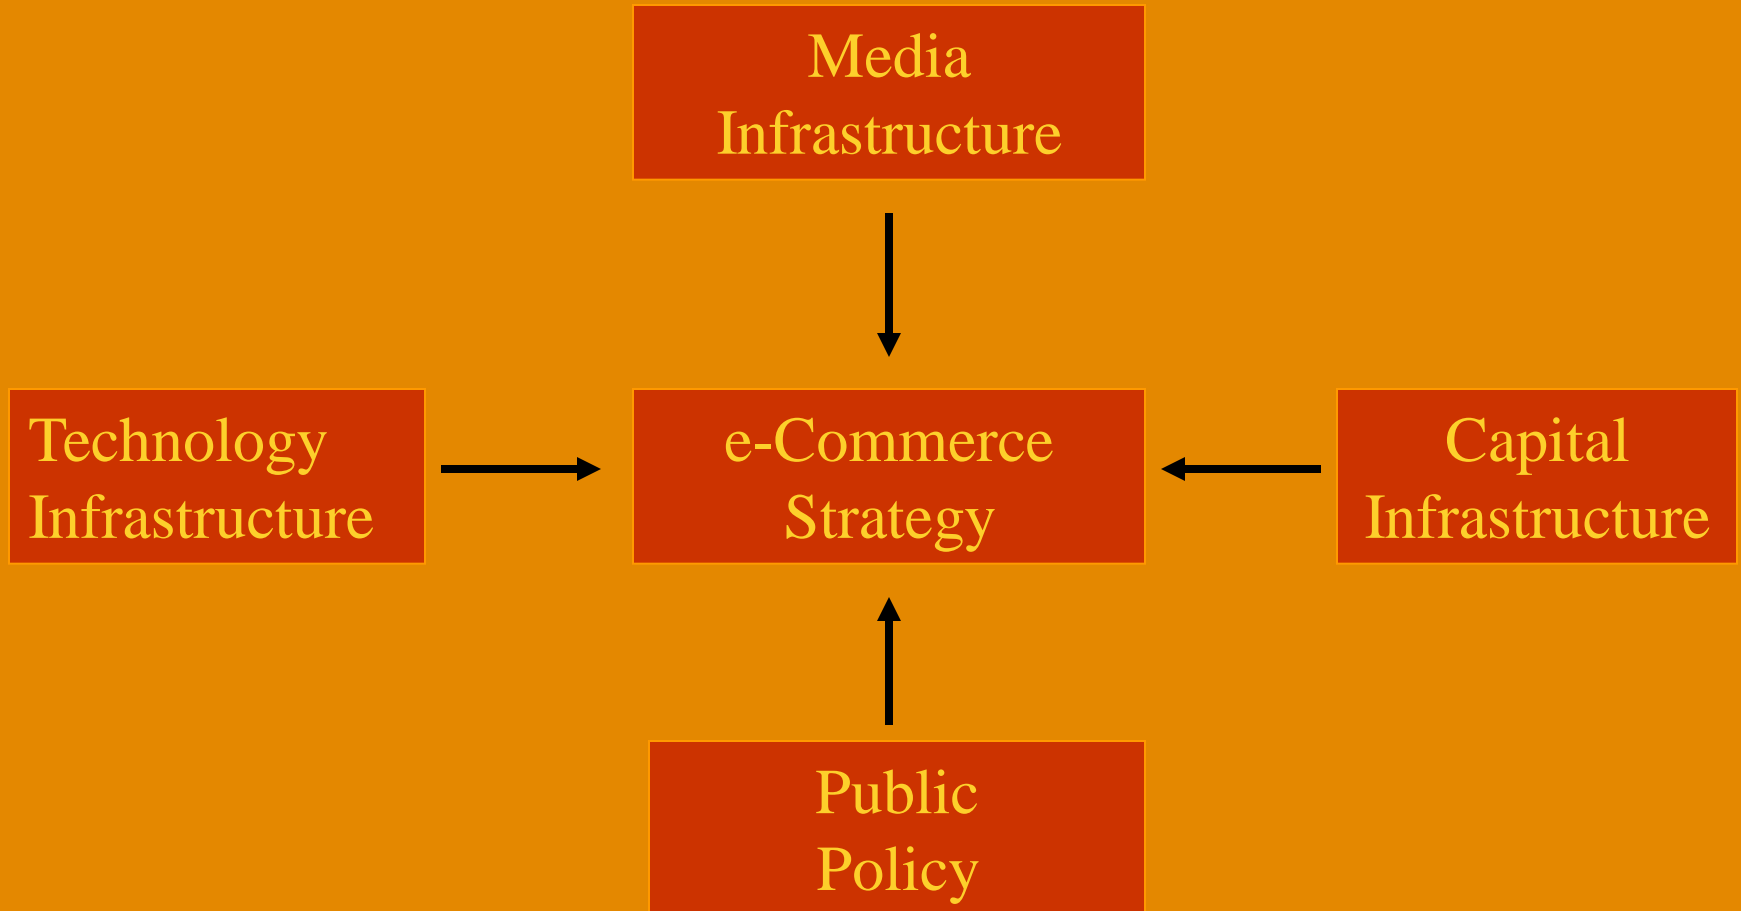 Media
Infrastructure
Technology
Infrastructure
e-Commerce
Strategy
Capital
Infrastructure
Public
Policy